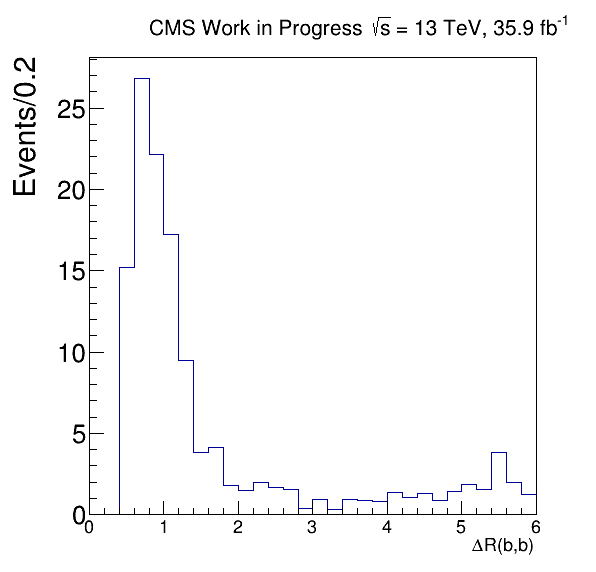 CMS Work in Progress √s = 13 TeV, 35.9 fb⁻¹
Events/0.2
25
20
15
10
5
0
0 1 2 3 4 5 6
ΔR(b,b)